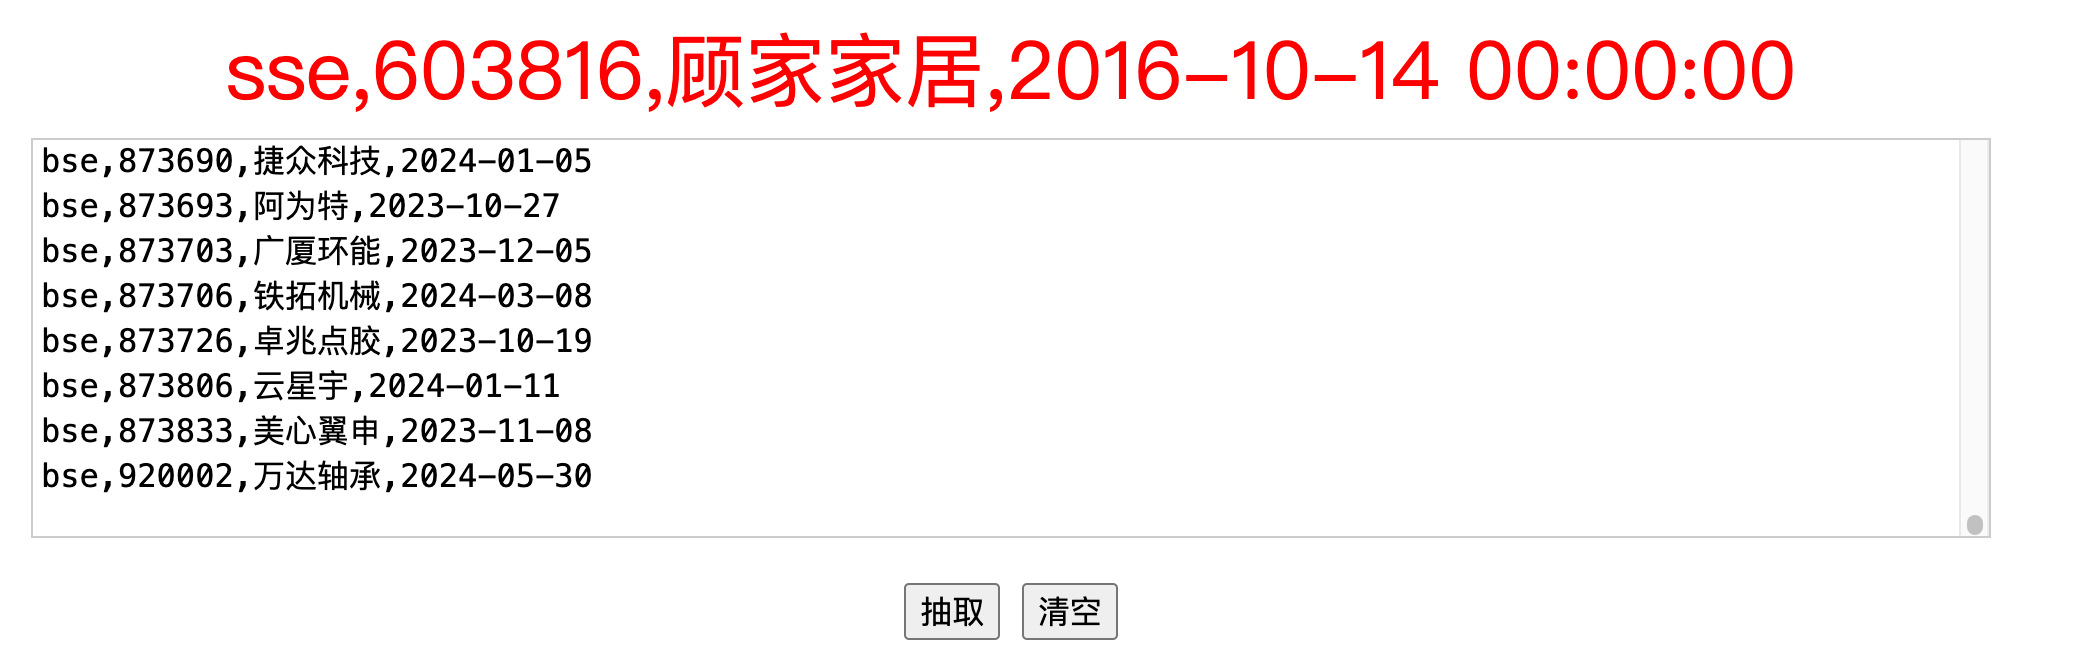 sse,603816,顾家家居,2016-10-14 00:00:00
bse,873690,捷众科技,2024-01-05
bse,873693,阿为特,2023-10-27
bse,873703,广厦环能,2023-12-05
bse,873706,铁拓机械,2024-03-08
bse,873726,卓兆点胶,2023-10-19
bse,873806,云星宇,2024-01-11
bse,873833,美心翼申,2023-11-08
bse,920002,万达轴承,2024-05-30
抽取 清空